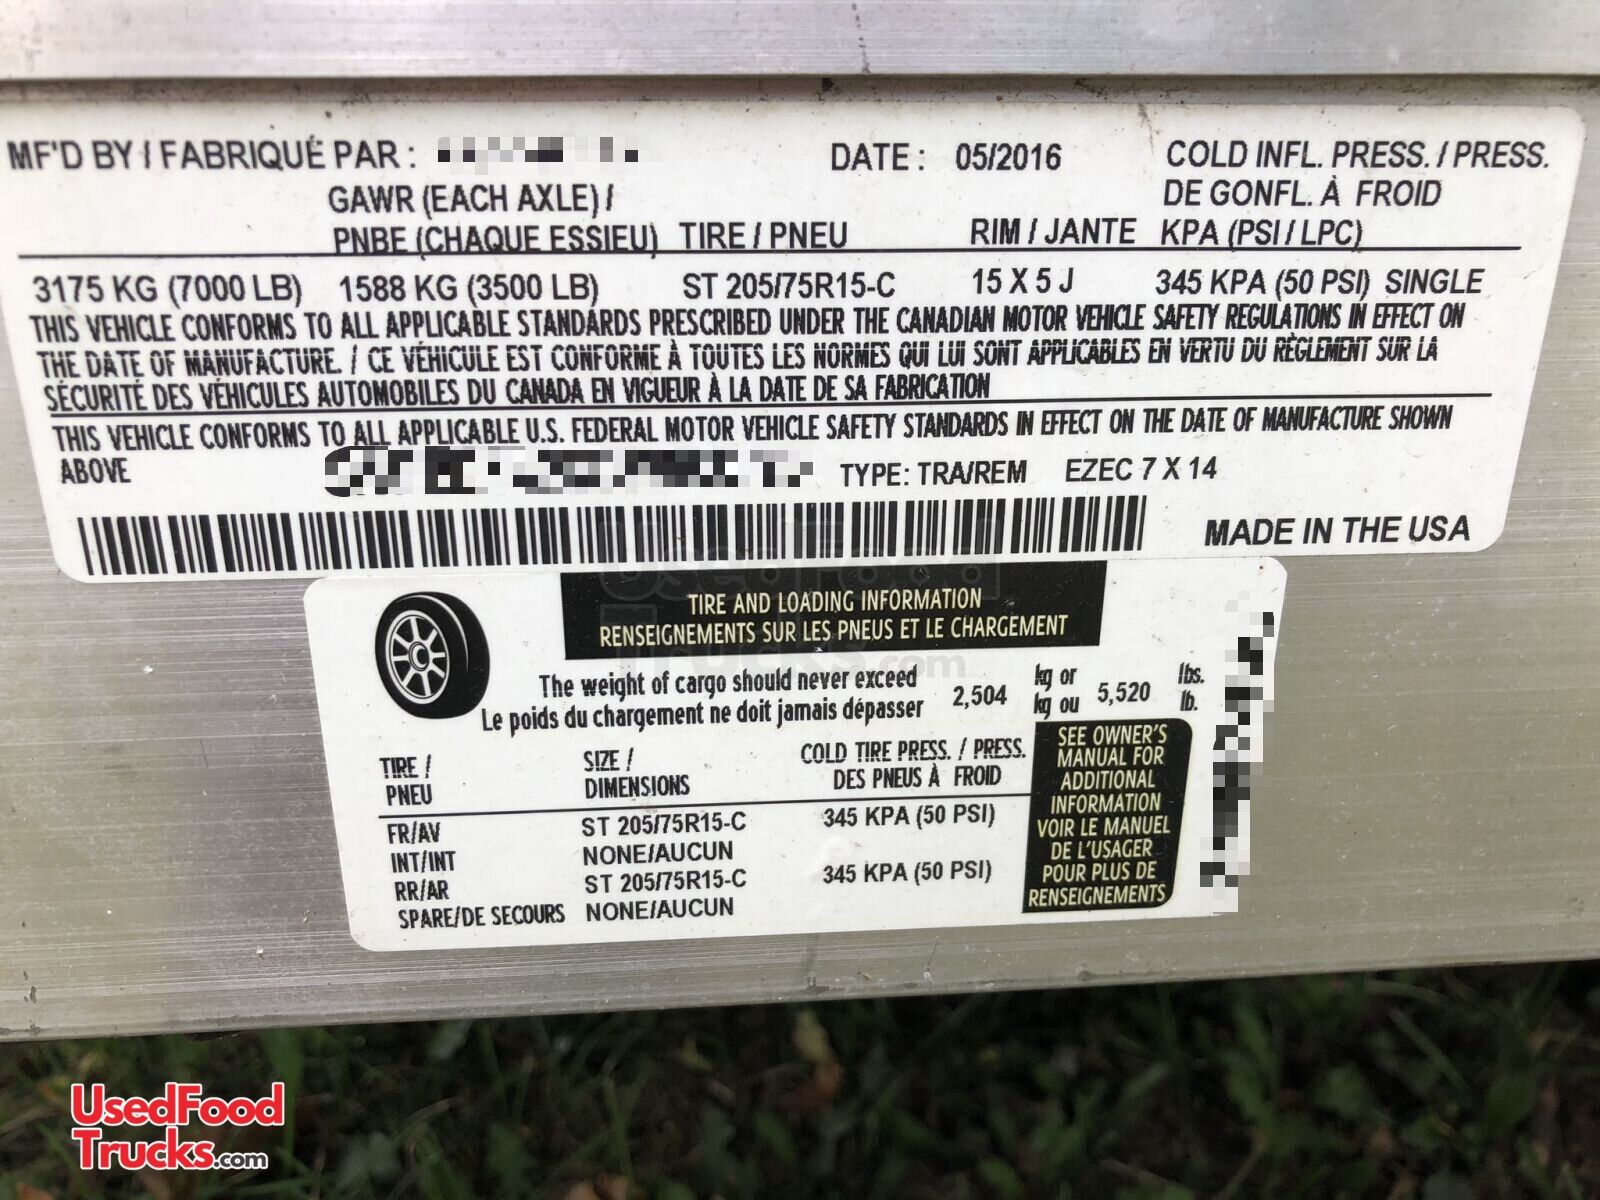 MF'D BY / FABRIQUÉ PAR : DATE : 05/2016 COLD INFL. PRESS. / PRESS.
GAWR (EACH AXLE) / DE GONFL. À FROID
PNBE (CHAQUE ESSIEU) TIRE / PNEU RIM / JANTE KPA (PSI / LPC)
3175 KG (7000 LB) 1588 KG (3500 LB) ST 205/75R15-C 15 X 5 J 345 KPA (50 PSI) SINGLE
THIS VEHICLE CONFORMS TO ALL APPLICABLE STANDARDS PRESCRIBED UNDER THE CANADIAN MOTOR VEHICLE SAFETY REGULATIONS IN EFFECT ON
THE DATE OF MANUFACTURE. / CE VÉHICULE EST CONFORME À TOUTES LES NORMES QUI LUI SONT APPLICABLES EN VERTU DU RÈGLEMENT SUR LA
SÉCURITÉ DES VÉHICULES AUTOMOBILES DU CANADA EN VIGUEUR À LA DATE DE SA FABRICATION
THIS VEHICLE CONFORMS TO ALL APPLICABLE U.S. FEDERAL MOTOR VEHICLE SAFETY STANDARDS IN EFFECT ON THE DATE OF MANUFACTURE SHOWN
ABOVE TYPE: TRA/REM EZEC 7 X 14
MADE IN THE USA
TIRE AND LOADING INFORMATION
RENSEIGNEMENTS SUR LES PNEUS ET LE CHARGEMENT
The weight of cargo should never exceed 2,504 kg or 5,520 lbs.
Le poids du chargement ne doit jamais dépasser kg ou lb.
TIRE / SIZE / COLD TIRE PRESS. / PRESS.
PNEU DIMENSIONS DES PNEUS À FROID
FR/AV ST 205/75R15-C 345 KPA (50 PSI)
INT/INT NONE/AUCUN
RR/AR ST 205/75R15-C 345 KPA (50 PSI)
SPARE/DE SECOURS NONE/AUCUN
SEE OWNER'S
MANUAL FOR
ADDITIONAL
INFORMATION
VOIR LE MANUEL
DE L'USAGER
POUR PLUS DE
RENSEIGNEMENTS
UsedFood
Trucks.com
UsedFood
Trucks.com